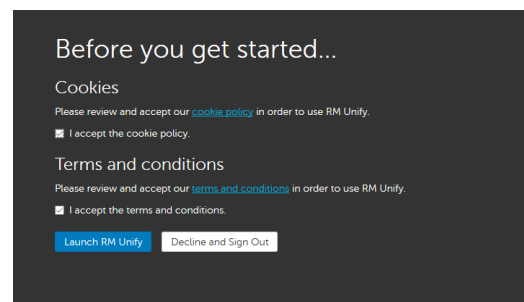 Before you get started...
Cookies
Please review and accept our cookie policy in order to use RM Unify.
I accept the cookie policy.
Terms and conditions
Please review and accept our terms and conditions in order to use RM Unify.
I accept the terms and conditions.
Launch RM Unify Decline and Sign Out